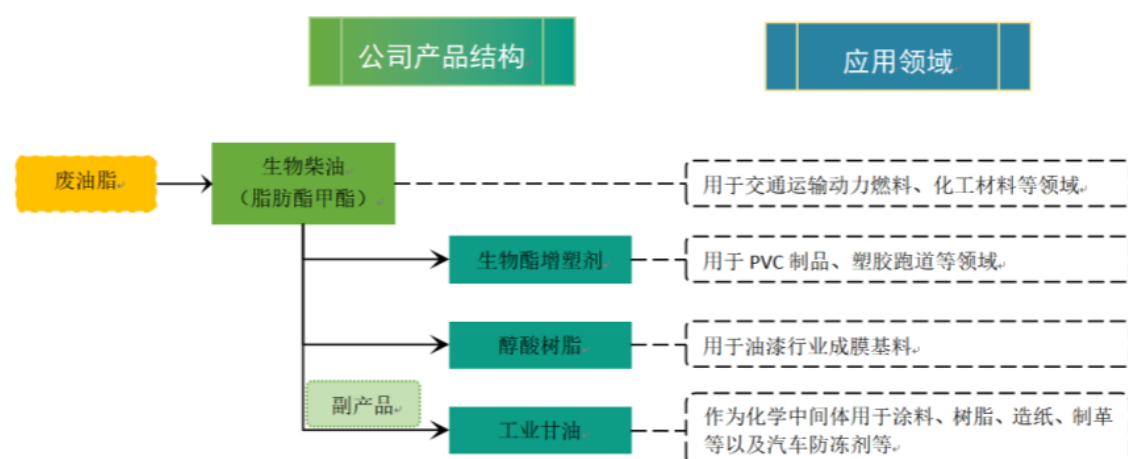 公司产品结构
应用领域
废油脂
生物柴油
（脂肪酯甲酯）
用于交通运输动力燃料、化工材料等领域
生物酯增塑剂
用于 PVC 制品、塑胶跑道等领域
醇酸树脂
用于油漆行业成膜基料
副产品
工业甘油
作为化学中间体用于涂料、树脂、造纸、制革
等以及汽车防冻剂等